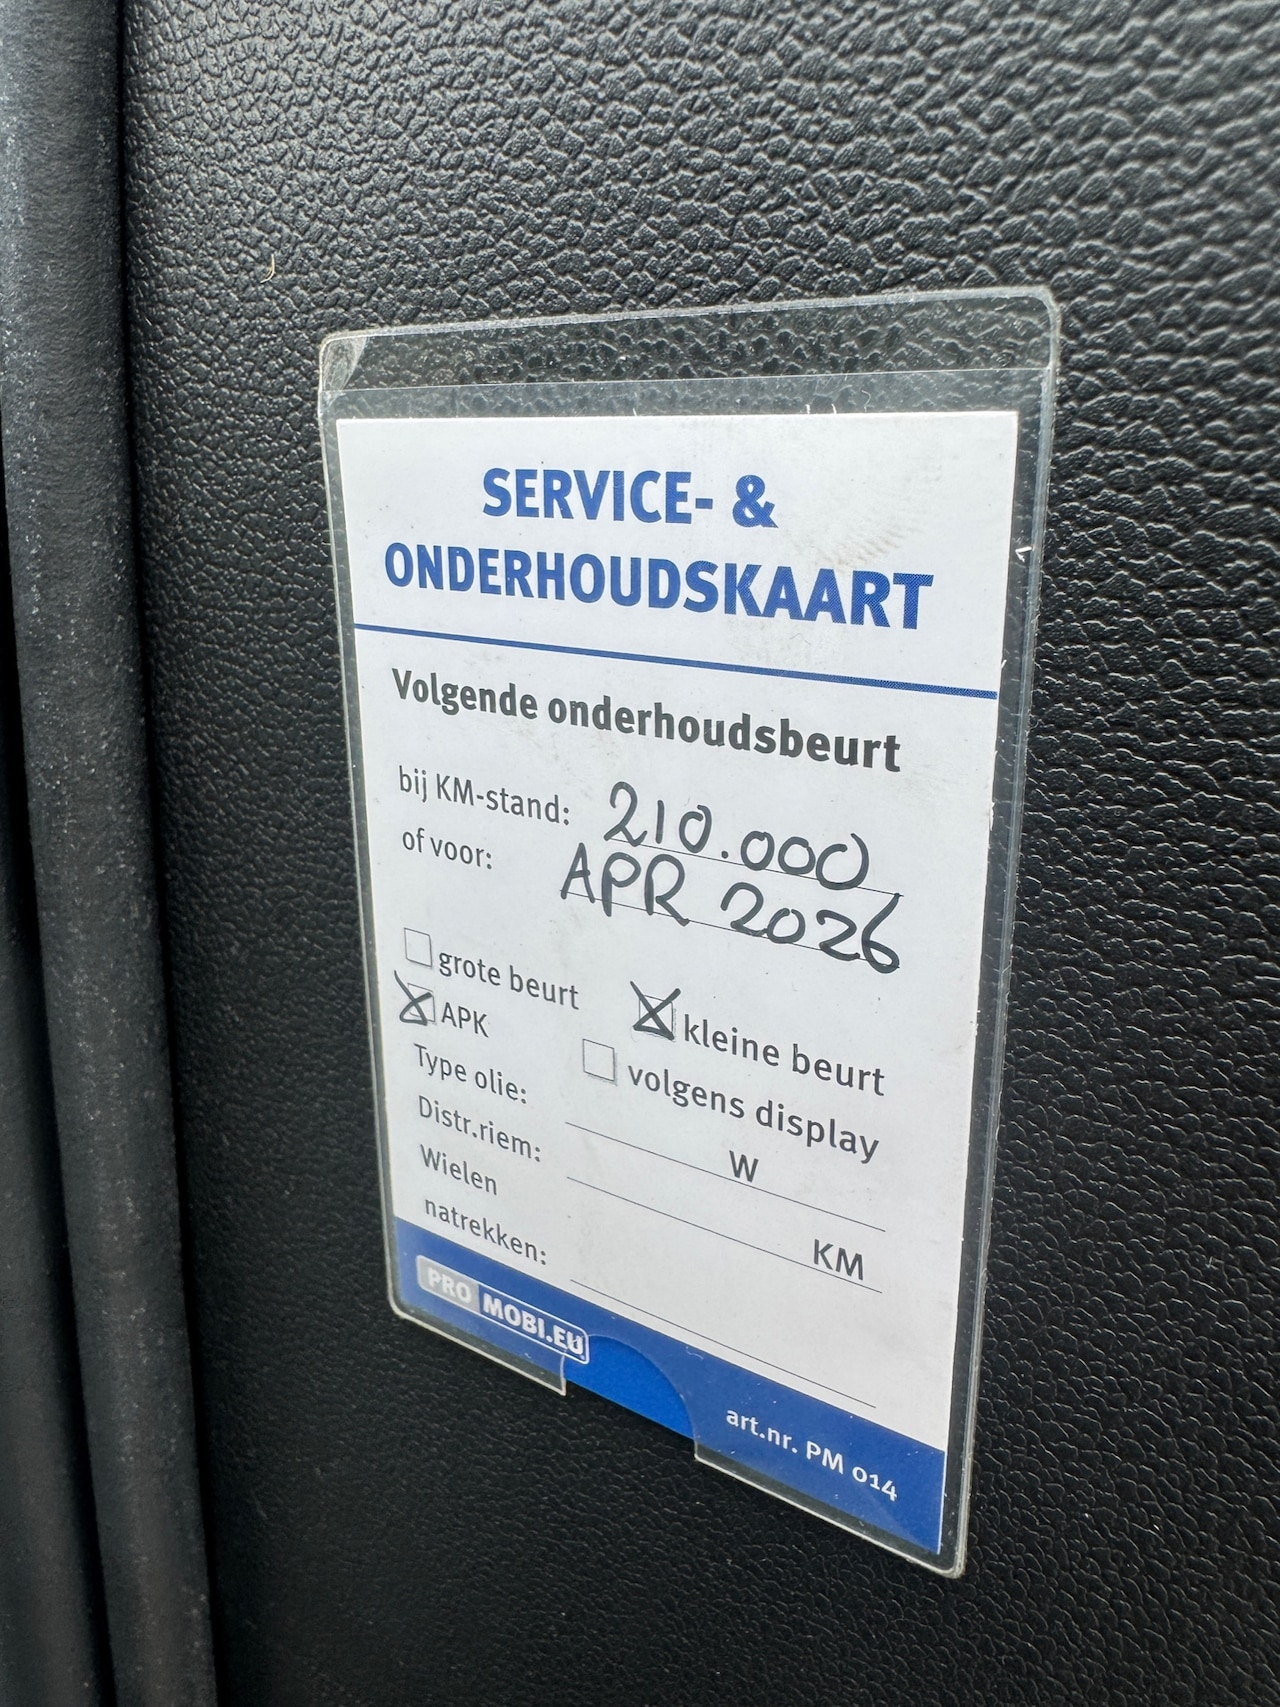 SERVICE- &
ONDERHOUDSKAART
Volgende onderhoudsbeurt
bij KM-stand: 210.000
of voor: APR 2026
grote beurt kleine beurt
APK volgens display
Type olie: W
Distr.riem: KM
Wielen
natrekken:
PRO MOBI.EU
art.nr. PM 014